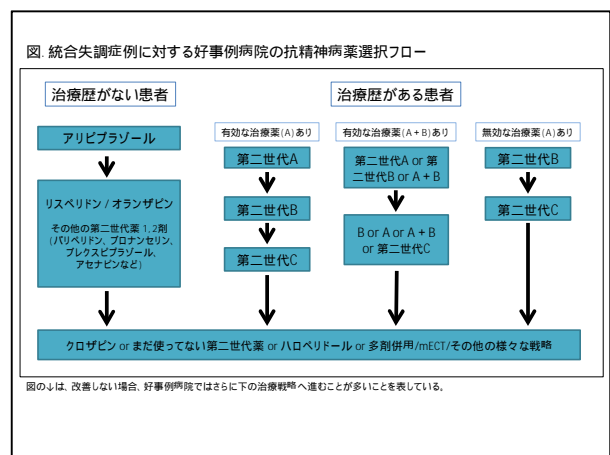 図. 統合失調症例に対する好事例病院の抗精神病薬選択フロー
治療歴がない患者
治療歴がある患者
アリピプラゾール
リスペリドン / オランザピン
その他の第二世代薬 1, 2剤
(パリペリドン、ブロナンセリン、
ブレクスピプラゾール、
アセナピンなど)
有効な治療薬(A)あり
第二世代A
第二世代B
第二世代C
有効な治療薬(A + B)あり
第二世代A or 第
二世代B or A + B
B or A or A + B
or 第二世代C
無効な治療薬(A)あり
第二世代B
第二世代C
クロザピン or まだ使ってない第二世代薬 or ハロペリドール or 多剤併用/mECT/その他の様々な戦略
図の↓は、改善しない場合、好事例病院ではさらに下の治療戦略へ進むことが多いことを表している。